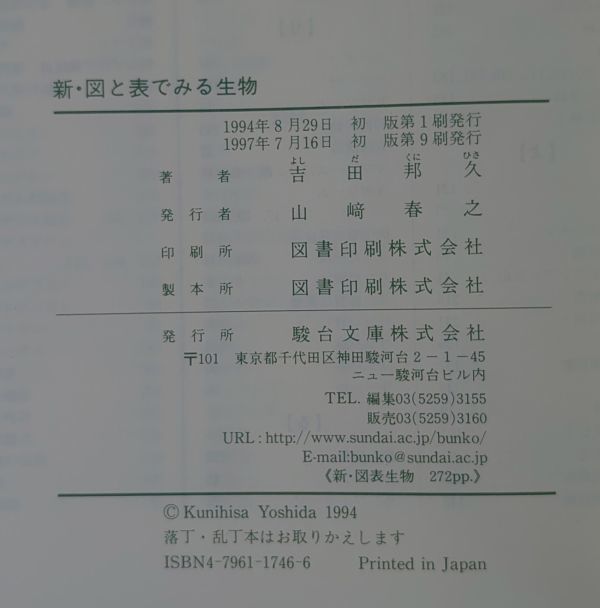 新・図と表でみる生物
1994年8月29日 初 版第1刷発行
1997年7月16日 初 版第9刷発行
よし だ くに ひさ
著 者 吉 田 邦 久
発 行 者 山 﨑 春 之
印 刷 所 図書印刷株式会社
製 本 所 図書印刷株式会社
発 行 所 駿台文庫株式会社
〒101 東京都千代田区神田駿河台2-1-45
ニュー駿河台ビル内
TEL. 編集03(5259)3155
販売03(5259)3160
URL:http://www.sundai.ac.jp/bunko/
E-mail:bunko@sundai.ac.jp
《新・図表生物 272pp.》
© Kunihisa Yoshida 1994
落丁・乱丁本はお取りかえします
ISBN4-7961-1746-6 Printed in Japan